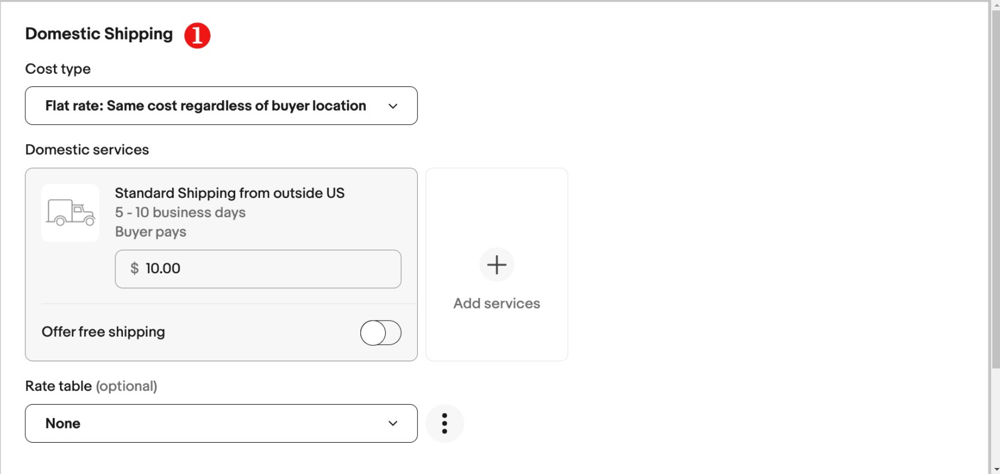 Domestic Shipping 1
Cost type
Flat rate: Same cost regardless of buyer location
Domestic services
Standard Shipping from outside US
5 - 10 business days
Buyer pays
$ 10.00
Add services
Offer free shipping
Rate table (optional)
None